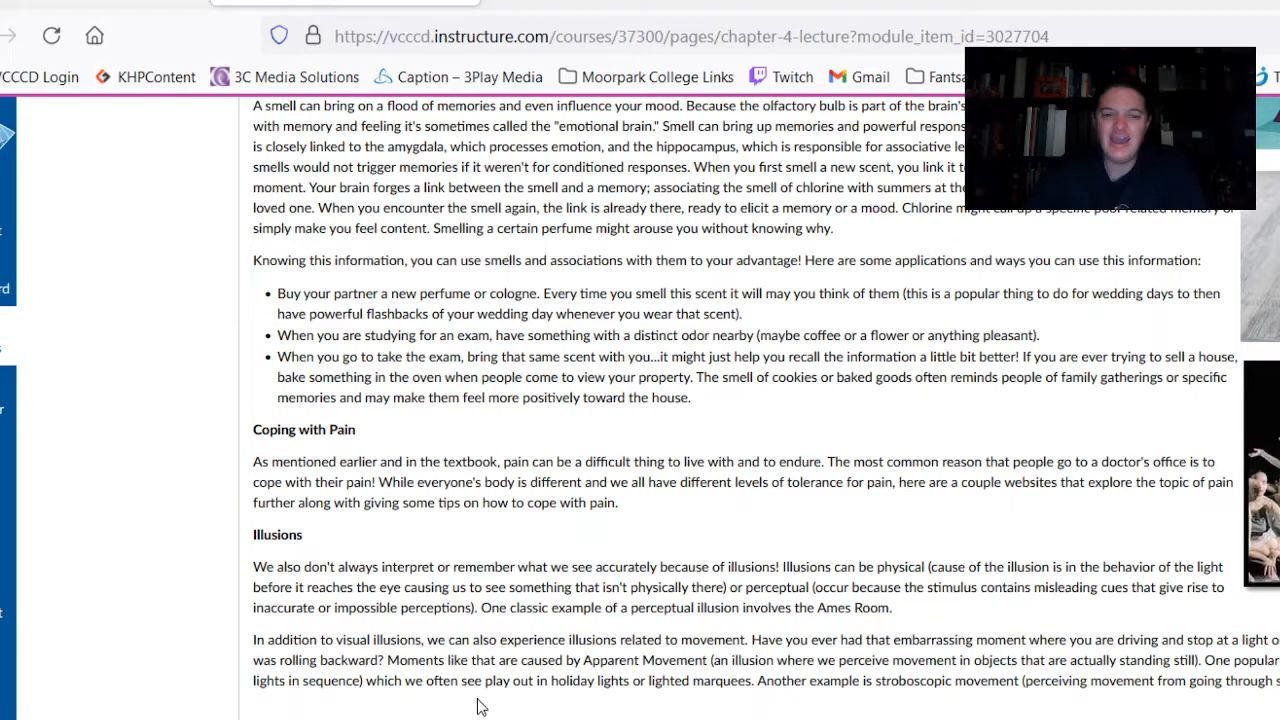 https://vcccd.instructure.com/courses/37300/pages/chapter-4-lecture?module_item_id=3027704
VCCCD Login KHPContent 3C Media Solutions Caption – 3Play Media Moorpark College Links Twitch Gmail
A smell can bring on a flood of memories and even influence your mood. Because the olfactory bulb is part of the brain's
with memory and feeling it's sometimes called the "emotional brain." Smell can bring up memories and powerful
is closely linked to the amygdala, which processes emotion, and the hippocampus, which is responsible for associative
smells would not trigger memories if it weren't for conditioned responses. When you first smell a new scent, you link it
moment. Your brain forges a link between the smell and a memory; associating the smell of chlorine with summers at the
loved one. When you encounter the smell again, the link is already there, ready to elicit a memory or a mood. Chlorine
simply make you feel content. Smelling a certain perfume might arouse you without knowing why.
Knowing this information, you can use smells and associations with them to your advantage! Here are some applications and ways you can use this information:
• Buy your partner a new perfume or cologne. Every time you smell this scent it will may you think of them (this is a popular thing to do for wedding days to then
have powerful flashbacks of your wedding day whenever you wear that scent).
• When you are studying for an exam, have something with a distinct odor nearby (maybe coffee or a flower or anything pleasant).
• When you go to take the exam, bring that same scent with you...it might just help you recall the information a little bit better! If you are ever trying to sell a house,
bake something in the oven when people come to view your property. The smell of cookies or baked goods often reminds people of family gatherings or specific
memories and may make them feel more positively toward the house.
Coping with Pain
As mentioned earlier and in the textbook, pain can be a difficult thing to live with and to endure. The most common reason that people go to a doctor's office is to
cope with their pain! While everyone's body is different and we all have different levels of tolerance for pain, here are a couple websites that explore the topic of pain
further along with giving some tips on how to cope with pain.
Illusions
We also don't always interpret or remember what we see accurately because of illusions! Illusions can be physical (cause of the illusion is in the behavior of the light
before it reaches the eye causing us to see something that isn't physically there) or perceptual (occur because the stimulus contains misleading cues that give rise to
inaccurate or impossible perceptions). One classic example of a perceptual illusion involves the Ames Room.
In addition to visual illusions, we can also experience illusions related to movement. Have you ever had that embarrassing moment where you are driving and stop at a light
was rolling backward? Moments like that are caused by Apparent Movement (an illusion where we perceive movement in objects that are actually standing still). One
lights in sequence) which we often see play out in holiday lights or lighted marquees. Another example is stroboscopic movement (perceiving movement from going through